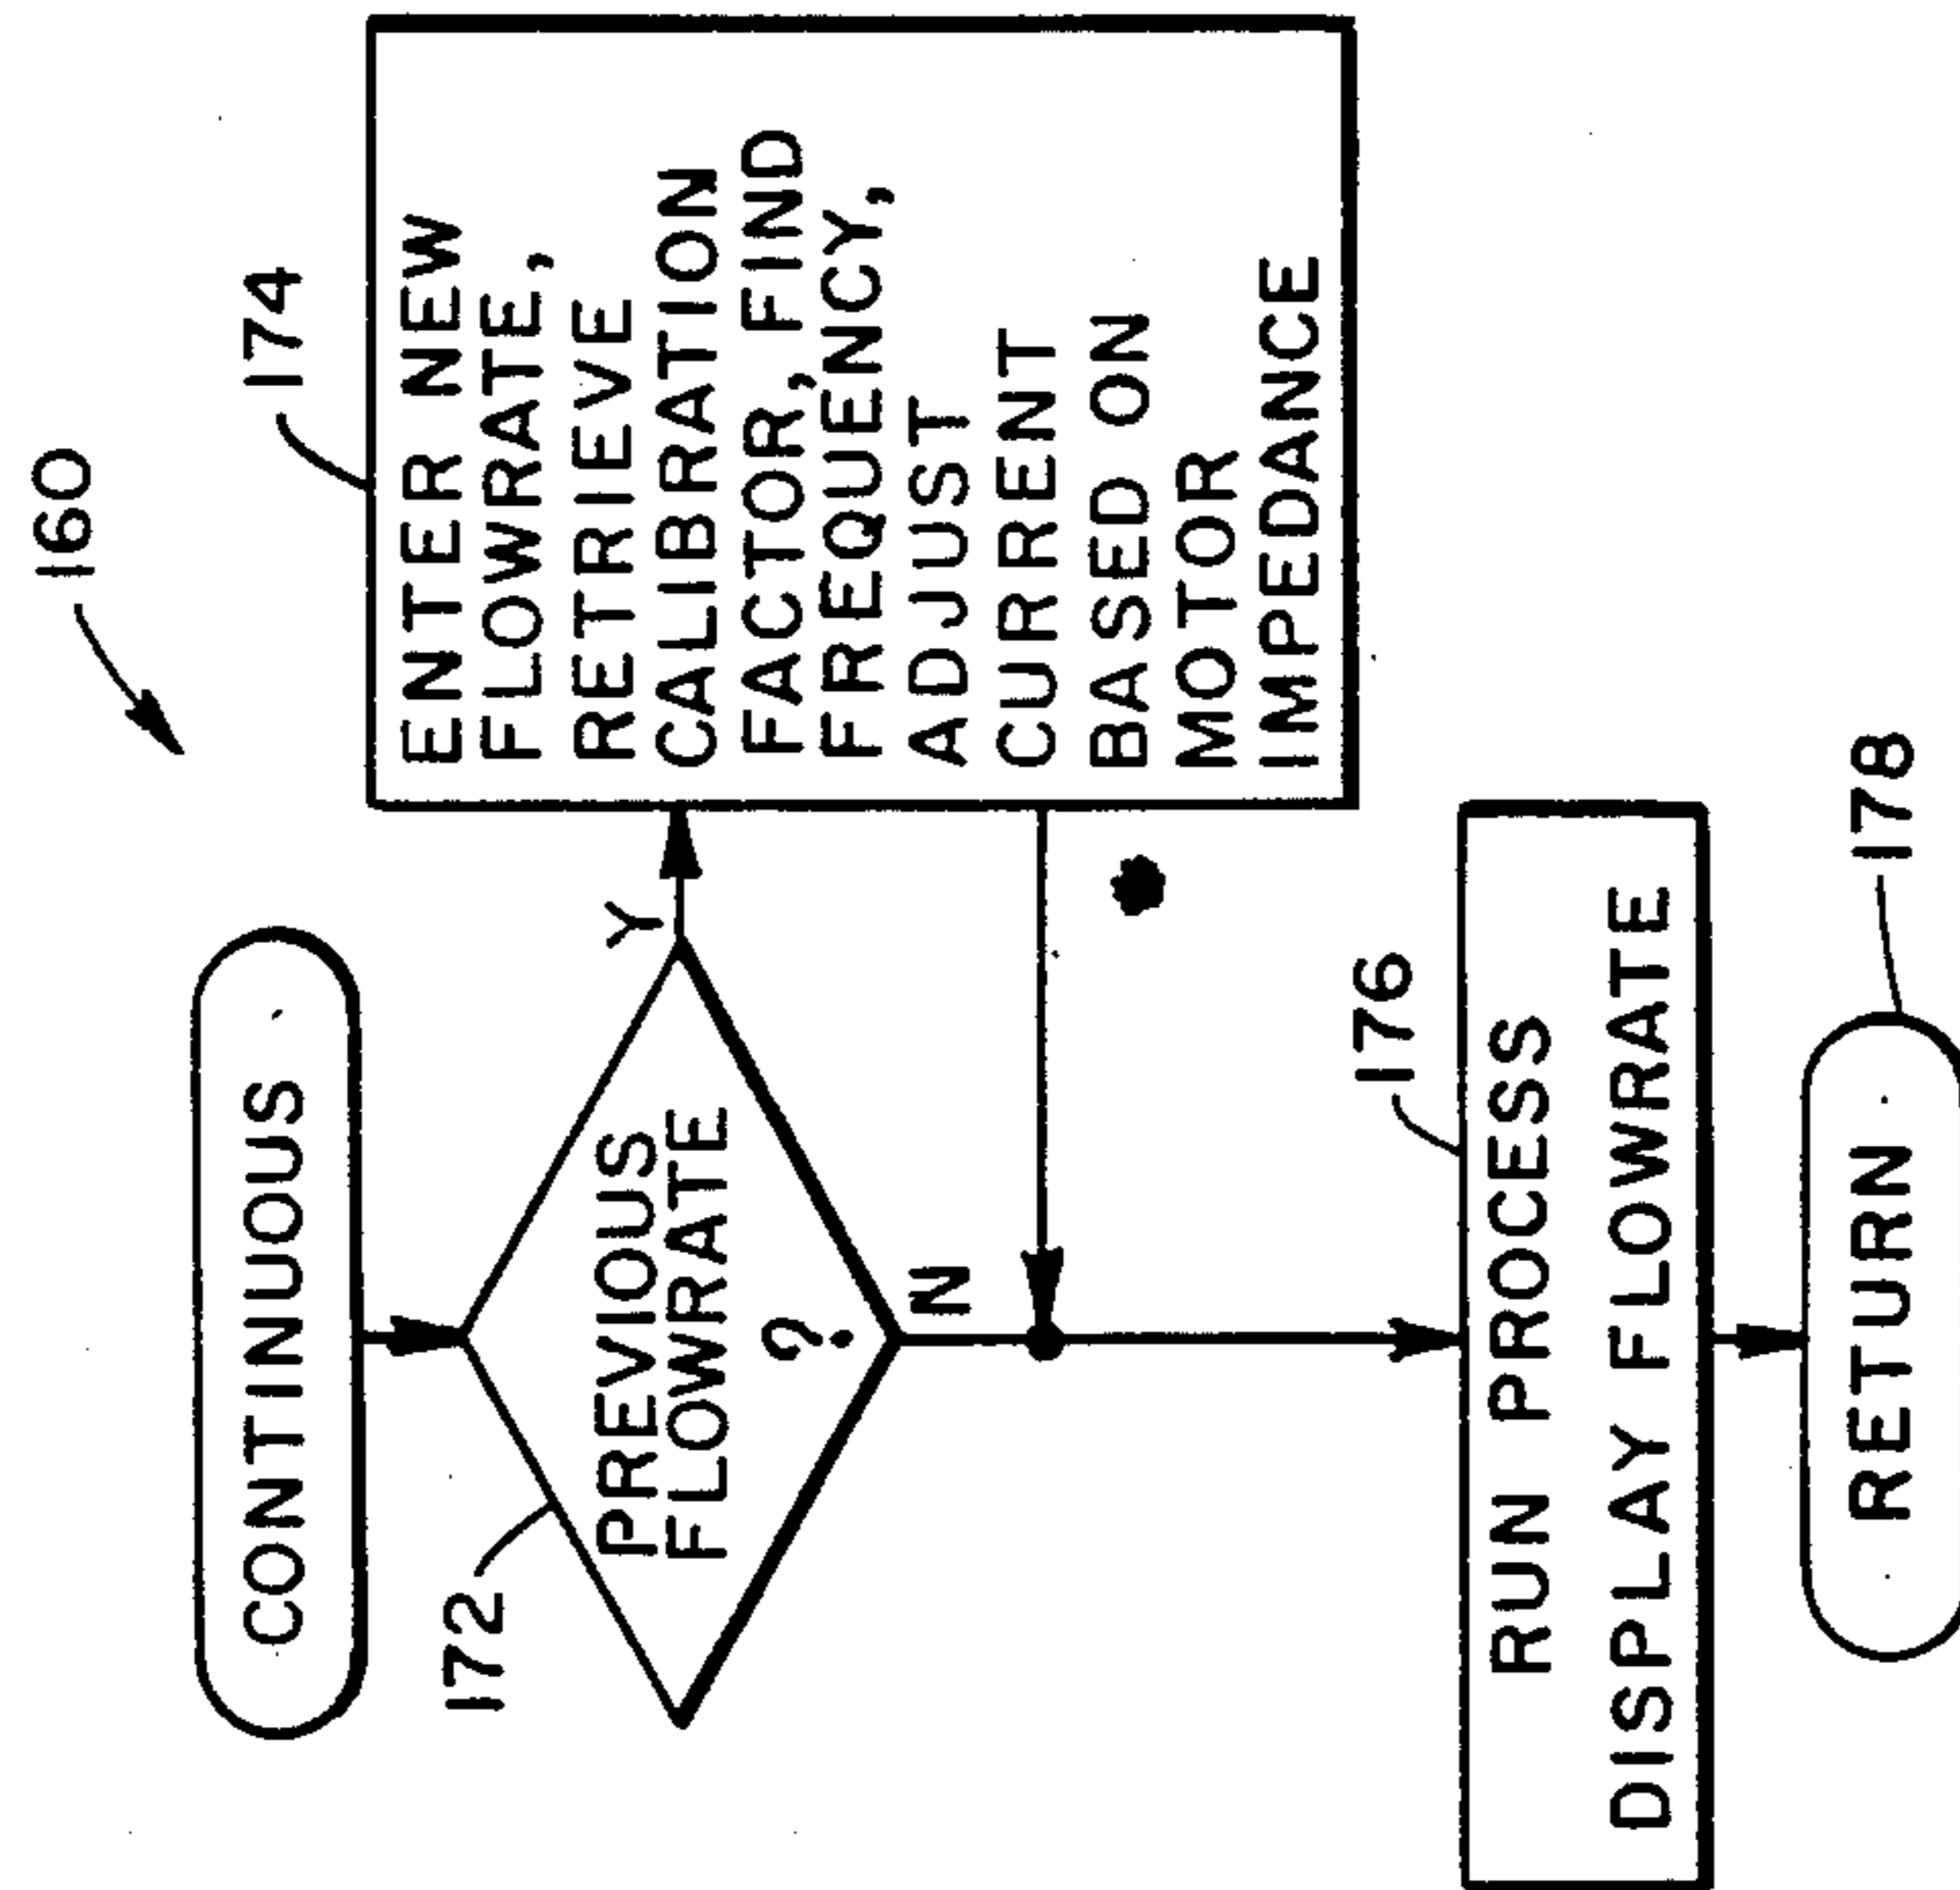 160
CONTINUOUS
172
PREVIOUS
FLOWRATE
?
Y
N
174
ENTER NEW
FLOWRATE,
RETRIEVE
CALIBRATION
FACTOR, FIND
FREQUENCY,
ADJUST
CURRENT
BASED ON
MOTOR
IMPEDANCE
176
RUN PROCESS
DISPLAY FLOWRATE
178
RETURN